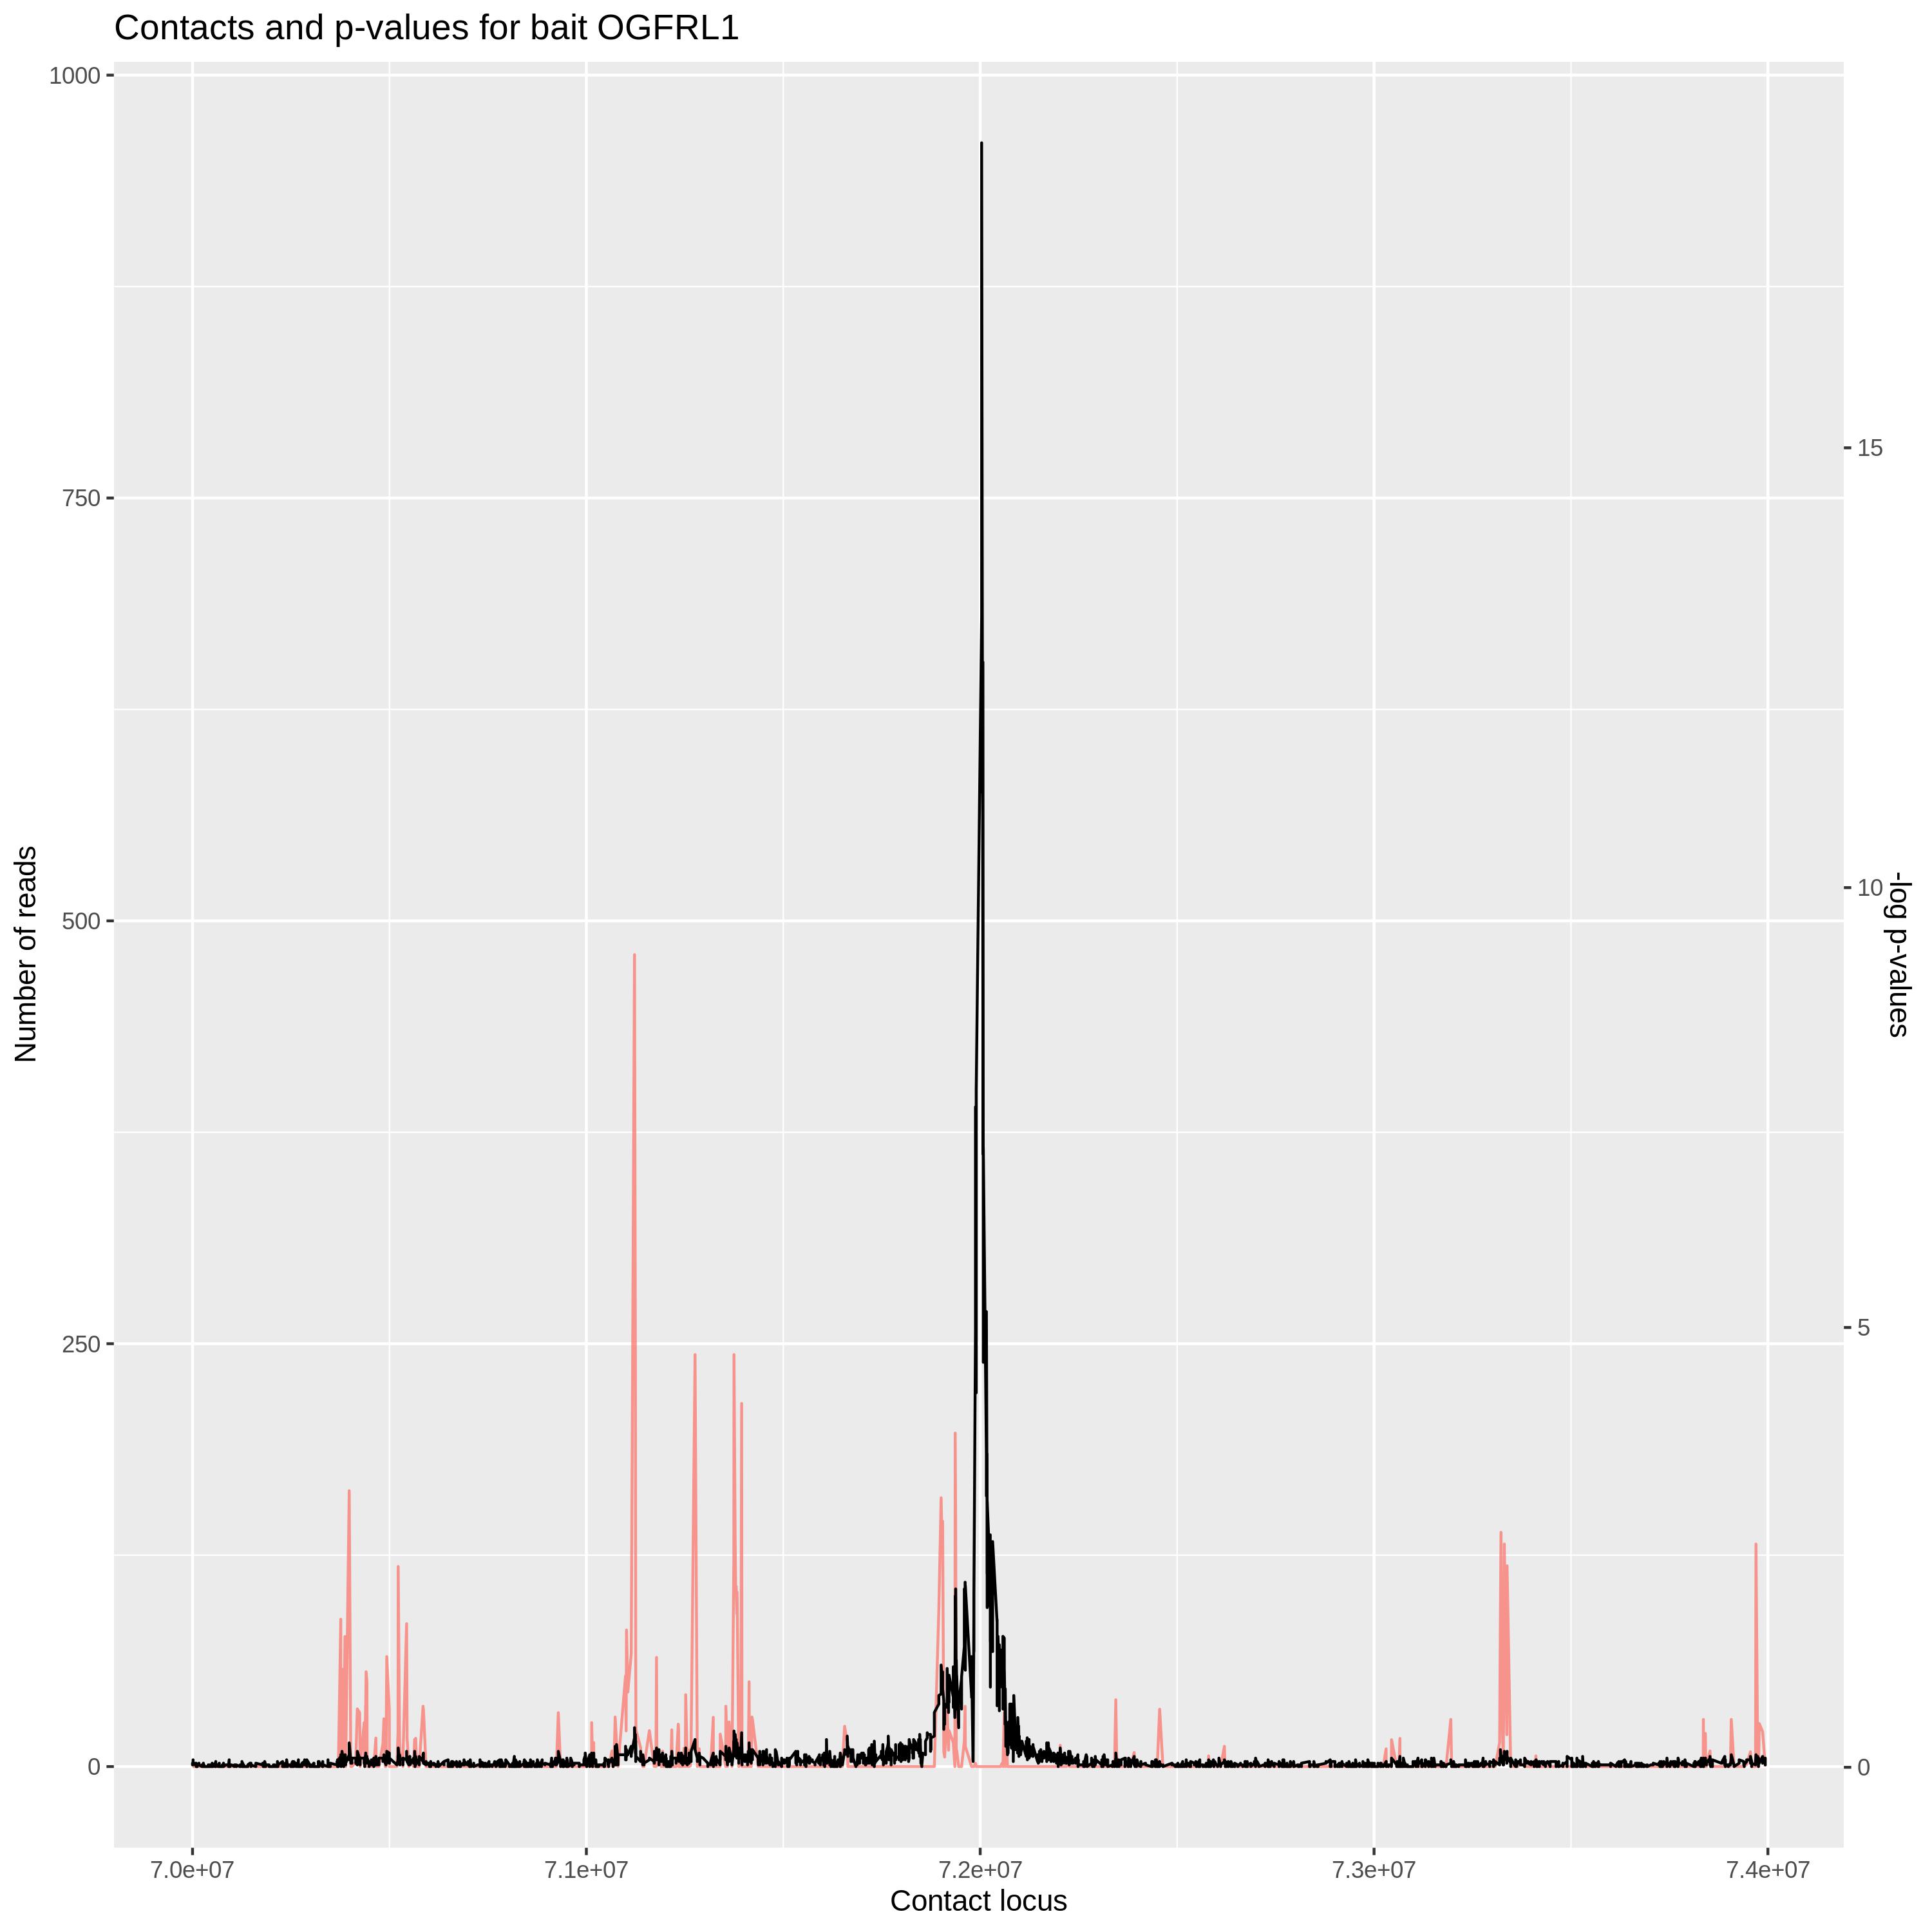 Contacts and p-values for bait OGFRL1
1000
750
500
250
0
Number of reads
15
10
5
0
-log p-values
7.0e+07
7.1e+07
7.2e+07
7.3e+07
7.4e+07
Contact locus